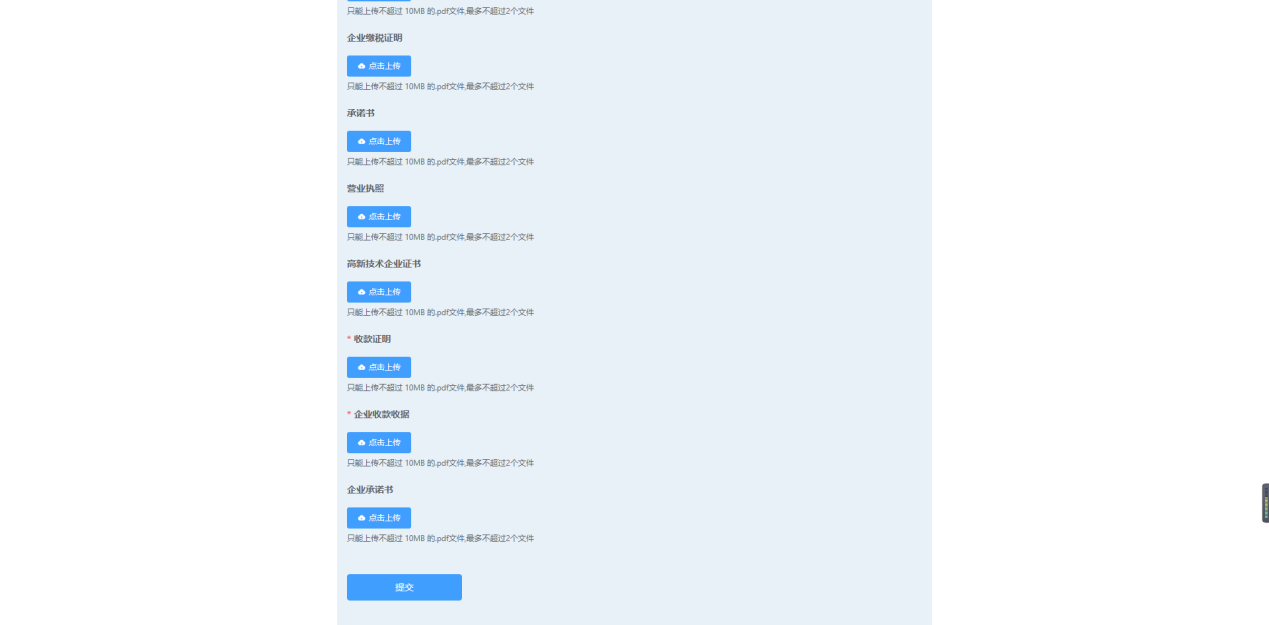 只能上传不超过 10MB 的.pdf文件,最多不超过2个文件
企业缴税证明
点击上传
只能上传不超过 10MB 的.pdf文件,最多不超过2个文件
承诺书
点击上传
只能上传不超过 10MB 的.pdf文件,最多不超过2个文件
营业执照
点击上传
只能上传不超过 10MB 的.pdf文件,最多不超过2个文件
高新技术企业证书
点击上传
只能上传不超过 10MB 的.pdf文件,最多不超过2个文件
* 收款证明
点击上传
只能上传不超过 10MB 的.pdf文件,最多不超过2个文件
* 企业收款收据
点击上传
只能上传不超过 10MB 的.pdf文件,最多不超过2个文件
企业承诺书
点击上传
只能上传不超过 10MB 的.pdf文件,最多不超过2个文件
提交